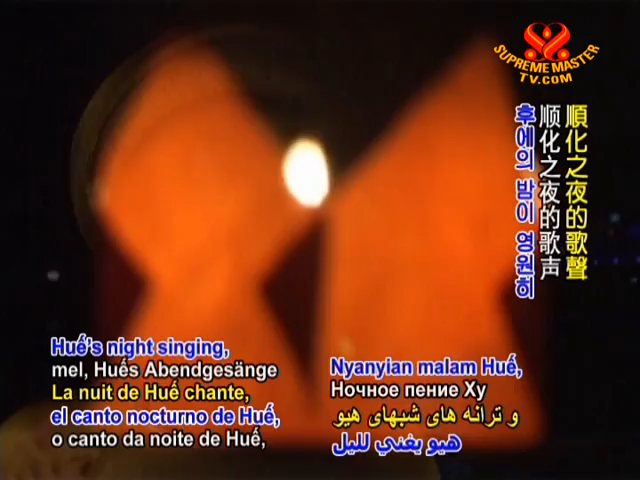 SUPREME MASTER
TV.COM
順化之夜的歌聲
顺化之夜的歌声
후에의 밤이 영원히
Huế's night singing,
mel, Huếs Abendgesänge
La nuit de Huế chante,
el canto nocturno de Huế,
o canto da noite de Huế,
Nyanyian malam Huế,
Ночное пение Ху
و ترانه های شبهای هیو
هيو يغني لليل